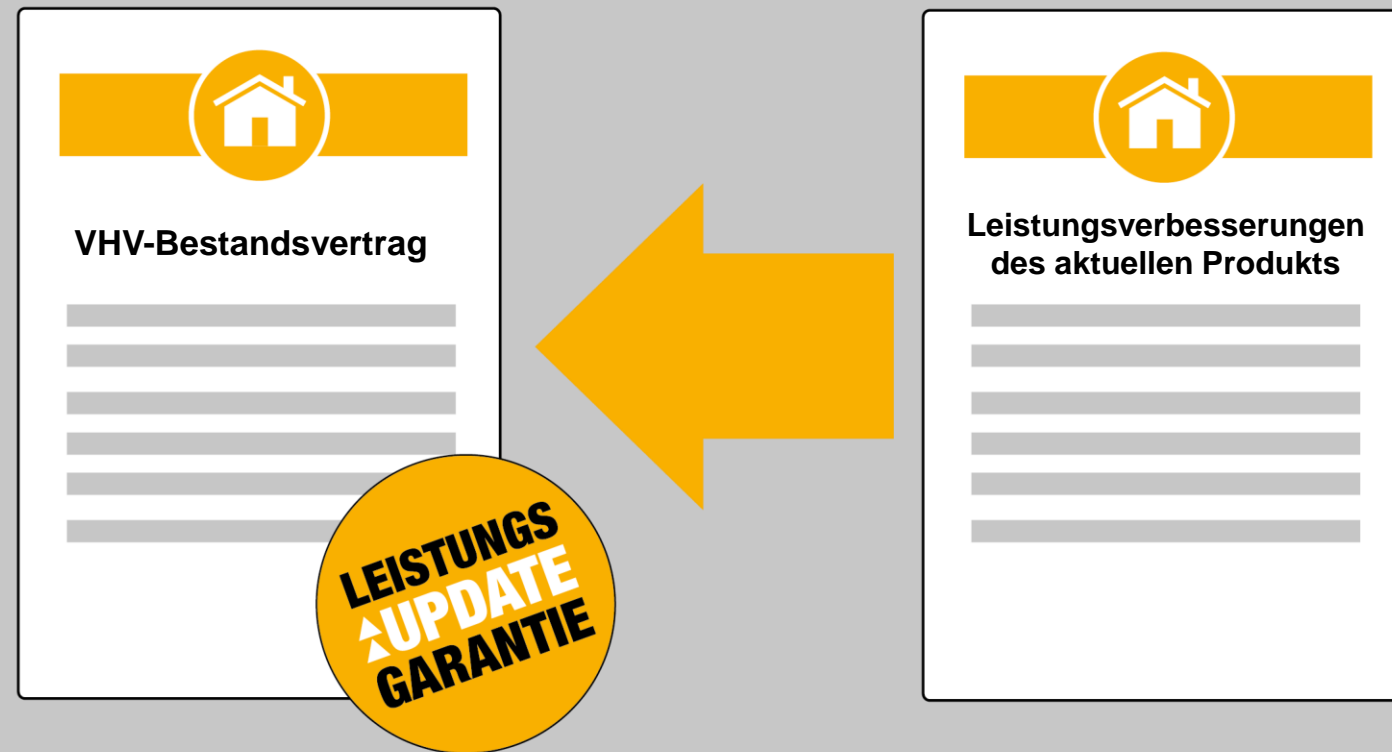 VHV-Bestandsvertrag
LEISTUNGS
UPDATE
GARANTIE
Leistungsverbesserungen
des aktuellen Produkts